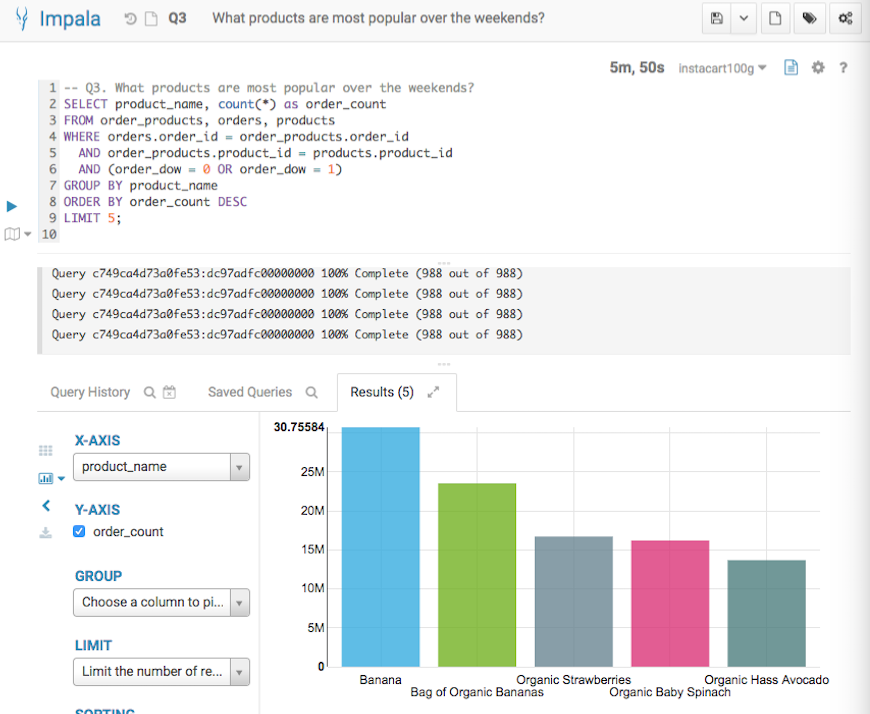 Impala Q3 What products are most popular over the weekends?
5m, 50s instacart100g ?
1 -- Q3. What products are most popular over the weekends?
2 SELECT product_name, count(*) as order_count
3 FROM order_products, orders, products
4 WHERE orders.order_id = order_products.order_id
5 AND order_products.product_id = products.product_id
6 AND (order_dow = 0 OR order_dow = 1)
7 GROUP BY product_name
8 ORDER BY order_count DESC
9 LIMIT 5;
10
Query c749ca4d73a0fe53:dc97adfc00000000 100% Complete (988 out of 988)
Query c749ca4d73a0fe53:dc97adfc00000000 100% Complete (988 out of 988)
Query c749ca4d73a0fe53:dc97adfc00000000 100% Complete (988 out of 988)
Query c749ca4d73a0fe53:dc97adfc00000000 100% Complete (988 out of 988)
Query History Saved Queries Results (5)
X-AXIS
product_name
Y-AXIS
order_count
GROUP
Choose a column to pi...
LIMIT
Limit the number of re...
SORTING
30.75584
25M
20M
15M
10M
5M
0
Banana
Bag of Organic Bananas
Organic Strawberries
Organic Baby Spinach
Organic Hass Avocado